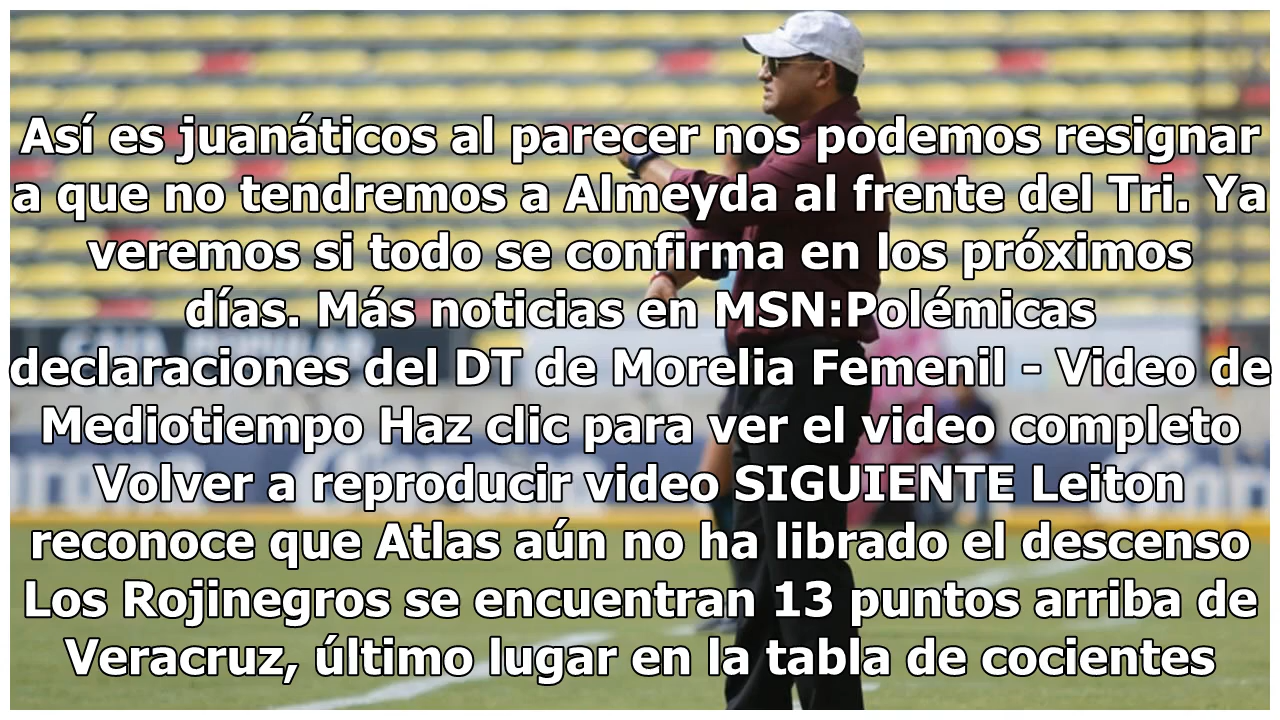 Así es juanáticos al parecer nos podemos resignar
a que no tendremos a Almeyda al frente del Tri. Ya
veremos si todo se confirma en los próximos
días. Más noticias en MSN:Polémicas
declaraciones del DT de Morelia Femenil - Video de
Mediotiempo Haz clic para ver el video completo
Volver a reproducir video SIGUIENTE Leiton
reconoce que Atlas aún no ha librado el descenso
Los Rojinegros se encuentran 13 puntos arriba de
Veracruz, último lugar en la tabla de cocientes